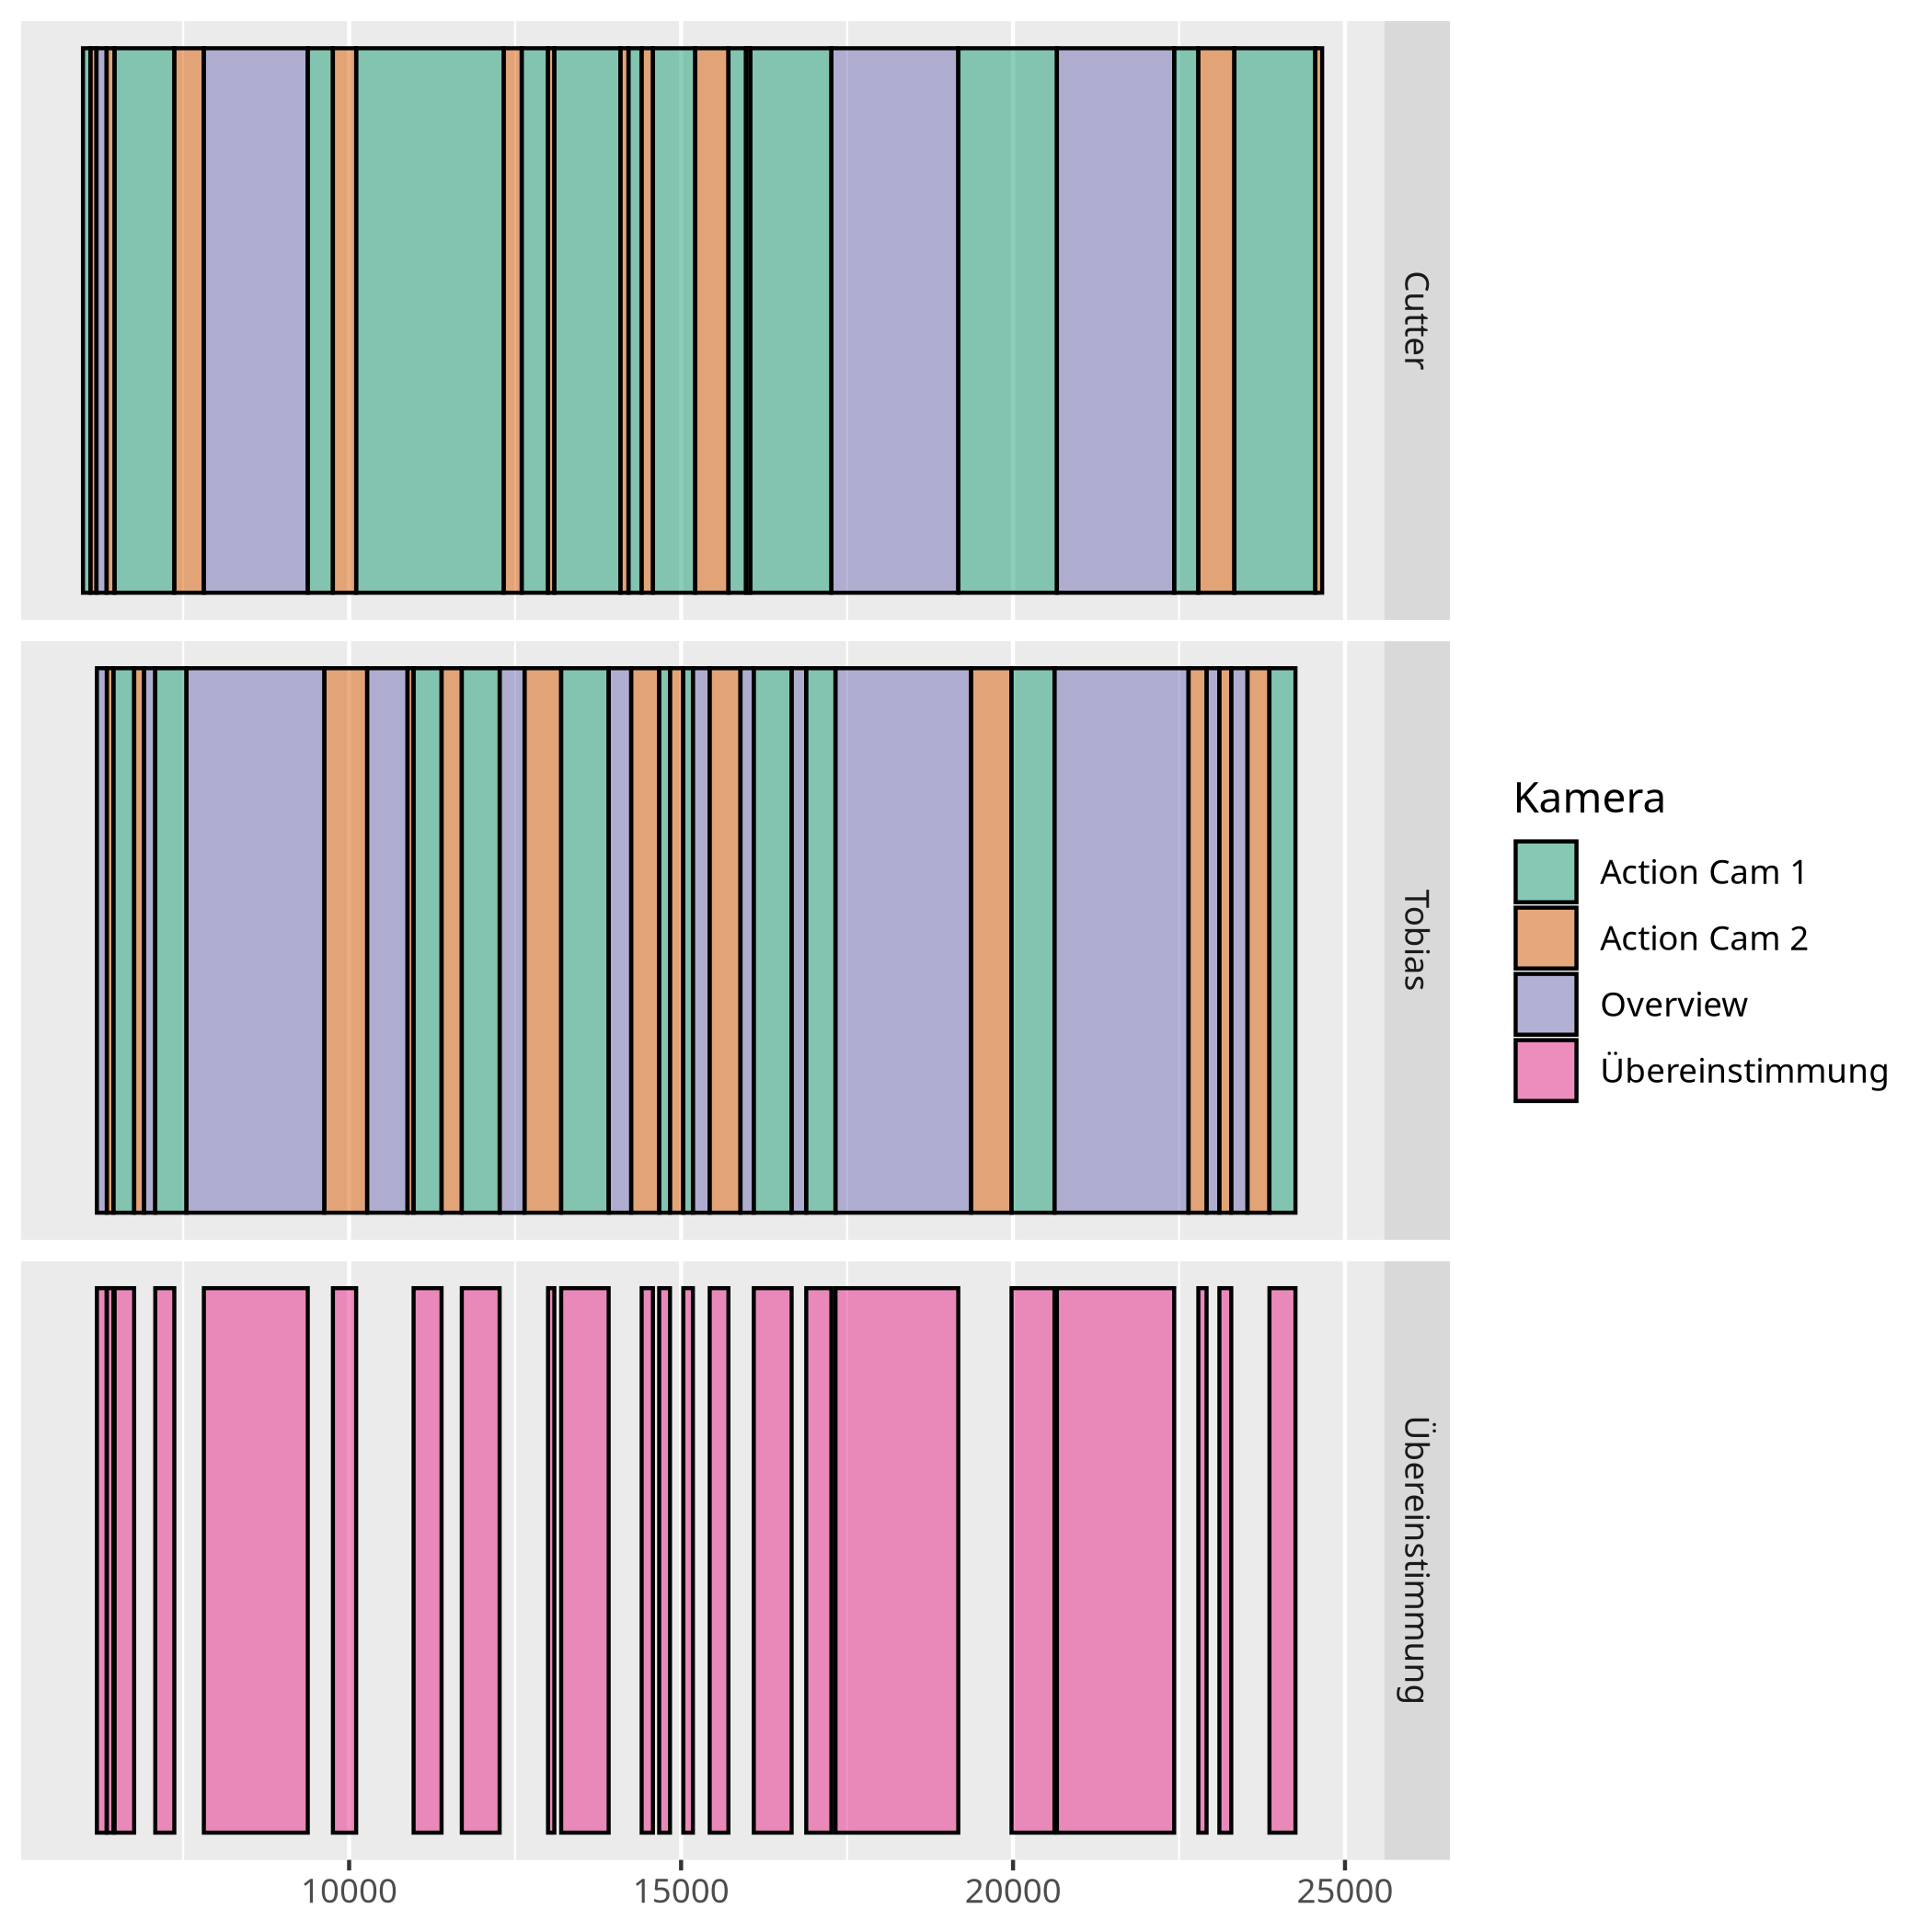 Cutter
Tobias
Übereinstimmung
10000 15000 20000 25000
Kamera
Action Cam 1
Action Cam 2
Overview
Übereinstimmung